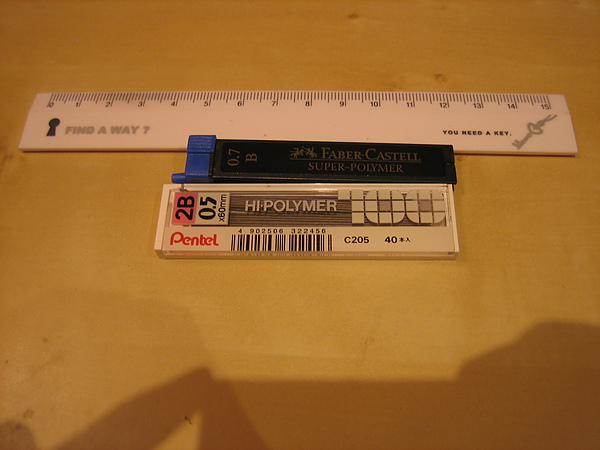 0 1 2 3 4 5 6 7 8 9 10 11 12 13 14 15
FIND A WAY ?
YOU NEED A KEY.
0.7
B
FABER-CASTELL
SUPER-POLYMER
2B
0.5
x60mm
HI-POLYMER
Pentel
4 902506 322456
C205 40本入